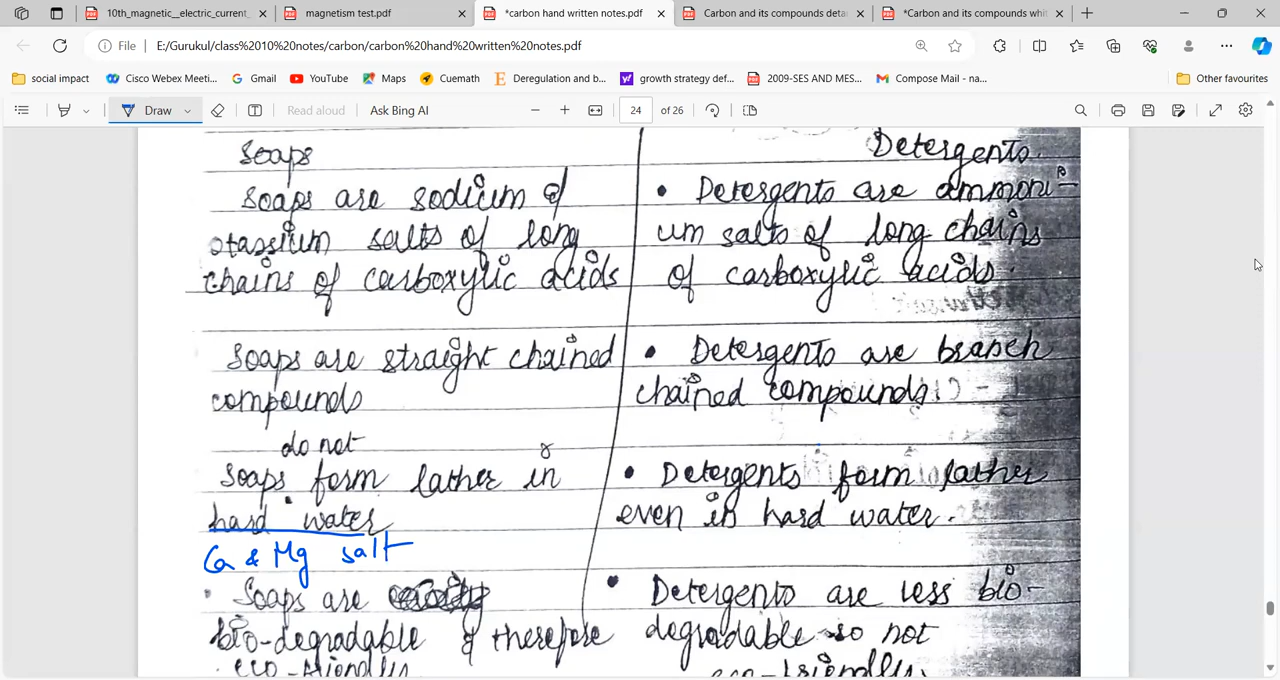 10th_magnetic__electric_current_
magnetism test.pdf
*carbon hand written notes.pdf
Carbon and its compounds deta
*Carbon and its compounds whi
File
E:/Gurukul/class%2010%20notes/carbon/carbon%20hand%20written%20notes.pdf
social impact
Cisco Webex Meeti...
Gmail
YouTube
Maps
Cuemath
Deregulation and b...
growth strategy def...
2009-SES AND MES...
Compose Mail - na...
Other favourites
Draw
Read aloud
Ask Bing AI
24
of 26
Soaps
Soaps are sodium &
otassium salts of long
chains of carboxylic acids
Soaps are straight chained
compounds
do not
Soaps form lather in
hard water
Ca & Mg salt
• Soaps are
bio-degradable & therefore
eco-friendly
Detergents.
• Detergents are ammoni-
um salts of long chains
of carboxylic acids.
• Detergents are branch
chained compounds.
• Detergents form lather
even in hard water.
• Detergents are less bio-
degradable so not
eco-friendly.